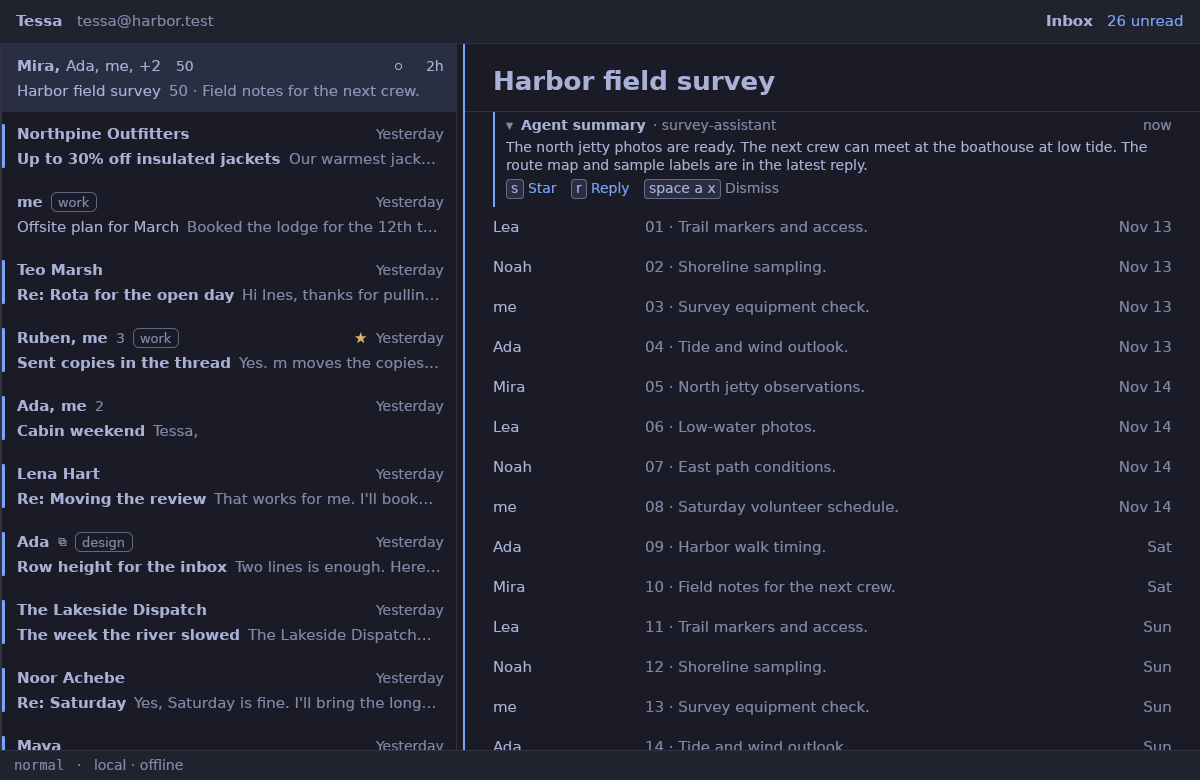 Tessa tessa@harbor.test Inbox 26 unread
Mira, Ada, me, +2 50 2h
Harbor field survey 50 · Field notes for the next crew.
Northpine Outfitters Yesterday
Up to 30% off insulated jackets Our warmest jack…
me work Yesterday
Offsite plan for March Booked the lodge for the 12th t…
Teo Marsh Yesterday
Re: Rota for the open day Hi Ines, thanks for pullin…
Ruben, me 3 work ★ Yesterday
Sent copies in the thread Yes. m moves the copies…
Ada, me 2 Yesterday
Cabin weekend Tessa,
Lena Hart Yesterday
Re: Moving the review That works for me. I'll book…
Ada design Yesterday
Row height for the inbox Two lines is enough. Here…
The Lakeside Dispatch Yesterday
The week the river slowed The Lakeside Dispatch…
Noor Achebe Yesterday
Re: Saturday Yes, Saturday is fine. I'll bring the long…
Maya Yesterday
Harbor field survey
▾ Agent summary · survey-assistant now
The north jetty photos are ready. The next crew can meet at the boathouse at low tide. The
route map and sample labels are in the latest reply.
s Star r Reply space a x Dismiss
Lea 01 · Trail markers and access. Nov 13
Noah 02 · Shoreline sampling. Nov 13
me 03 · Survey equipment check. Nov 13
Ada 04 · Tide and wind outlook. Nov 13
Mira 05 · North jetty observations. Nov 14
Lea 06 · Low-water photos. Nov 14
Noah 07 · East path conditions. Nov 14
me 08 · Saturday volunteer schedule. Nov 14
Ada 09 · Harbor walk timing. Sat
Mira 10 · Field notes for the next crew. Sat
Lea 11 · Trail markers and access. Sun
Noah 12 · Shoreline sampling. Sun
me 13 · Survey equipment check. Sun
Ada 14 · Tide and wind outlook. Sun
normal · local · offline